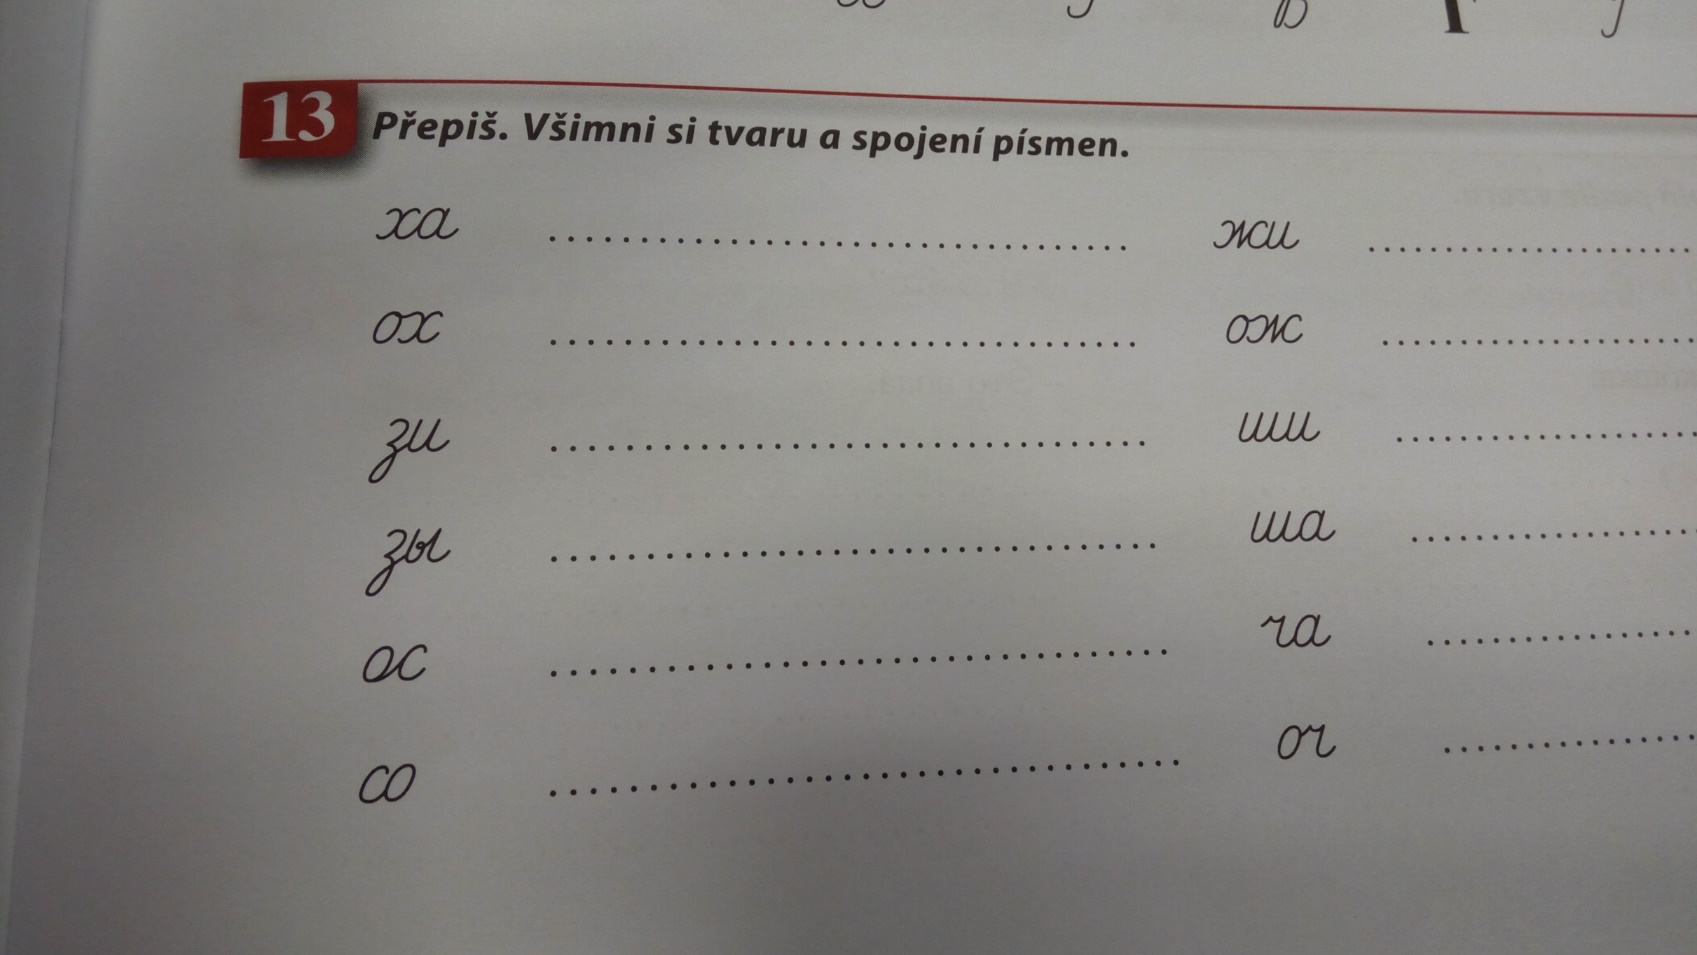 13 Přepiš. Všimni si tvaru a spojení písmen.
ха жи
ох ож
зи ши
зы ша
ос ча
со оч